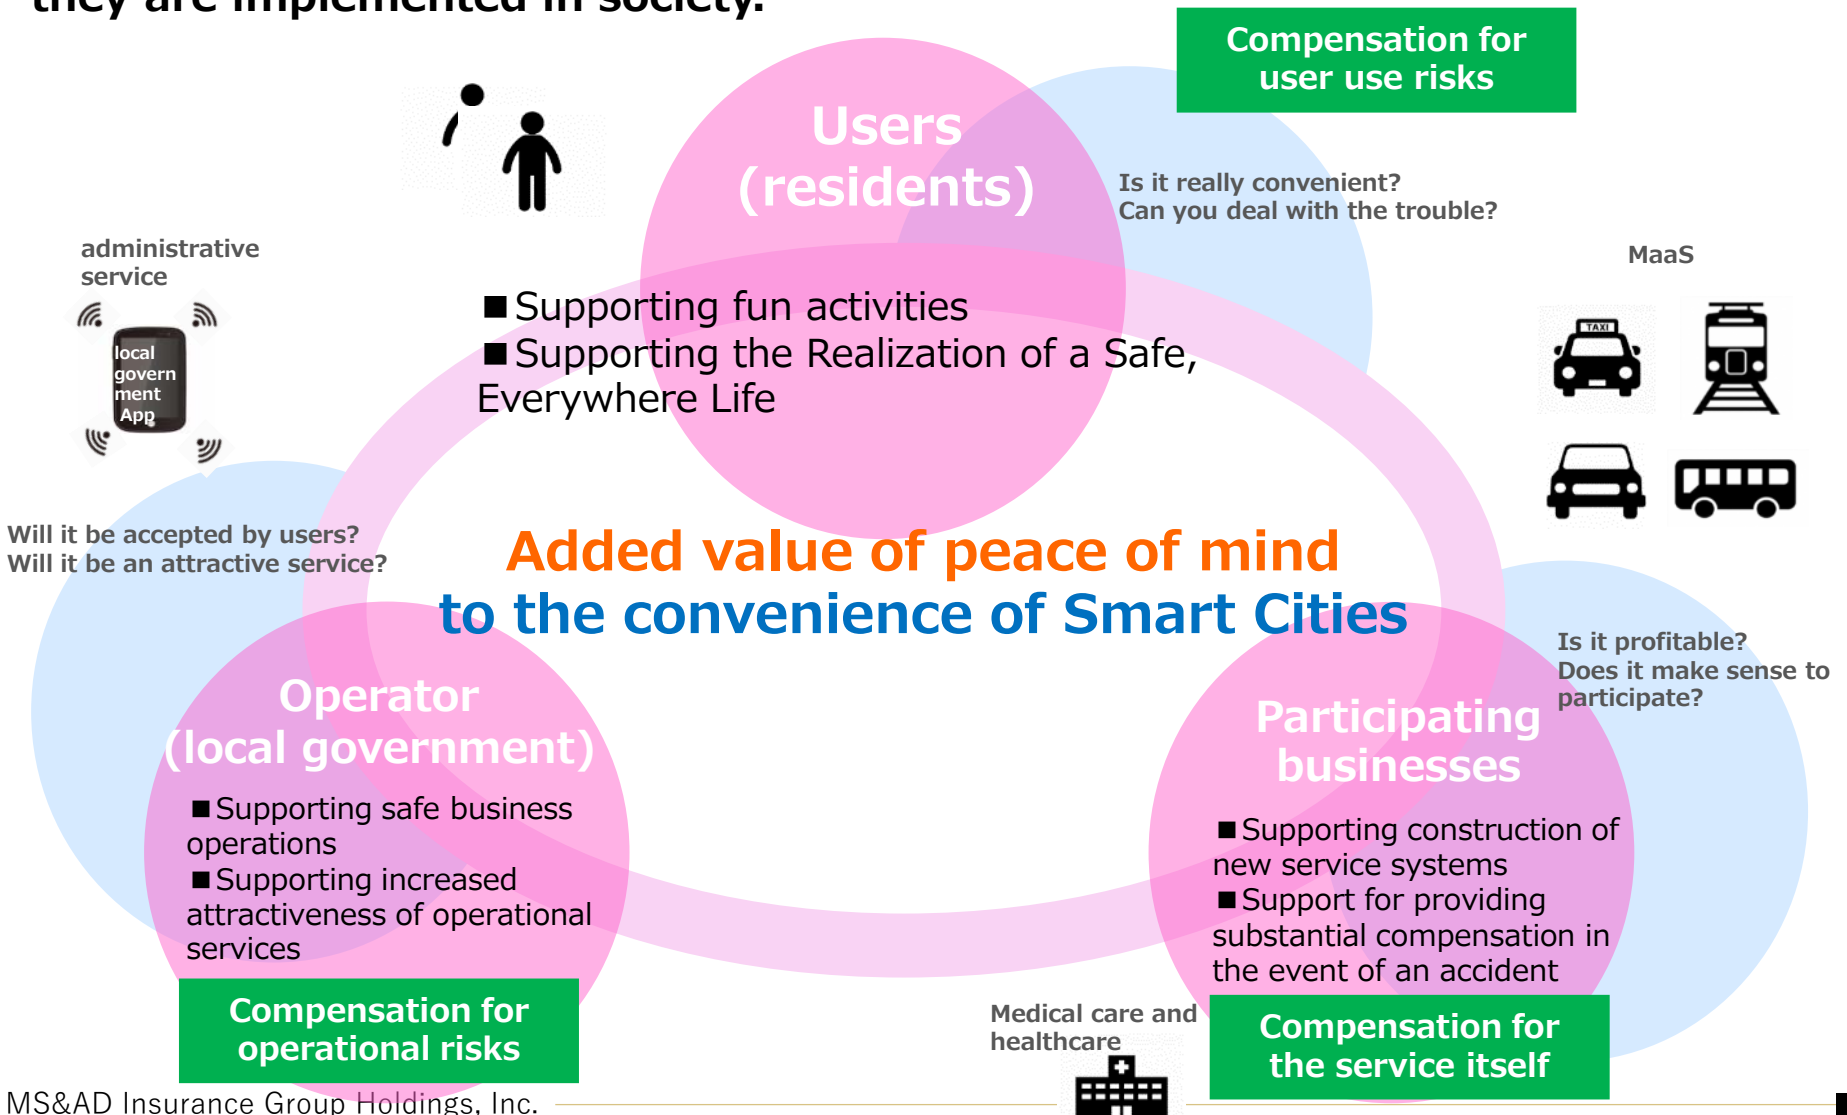 they are implemented in society.
Compensation for
user use risks
Users
(residents)
Is it really convenient?
Can you deal with the trouble?
administrative
service
MaaS
■Supporting fun activities
■Supporting the Realization of a Safe,
Everywhere Life
TAXI
local
govern
ment
App
Will it be accepted by users?
Will it be an attractive service?
Added value of peace of mind
to the convenience of Smart Cities
Is it profitable?
Does it make sense to
participate?
Operator
(local government)
■Supporting safe business
operations
■Supporting increased
attractiveness of operational
services
Compensation for
operational risks
Participating
businesses
■Supporting construction of
new service systems
■Support for providing
substantial compensation in
the event of an accident
Compensation for
the service itself
Medical care and
healthcare
MS&AD Insurance Group Holdings, Inc.